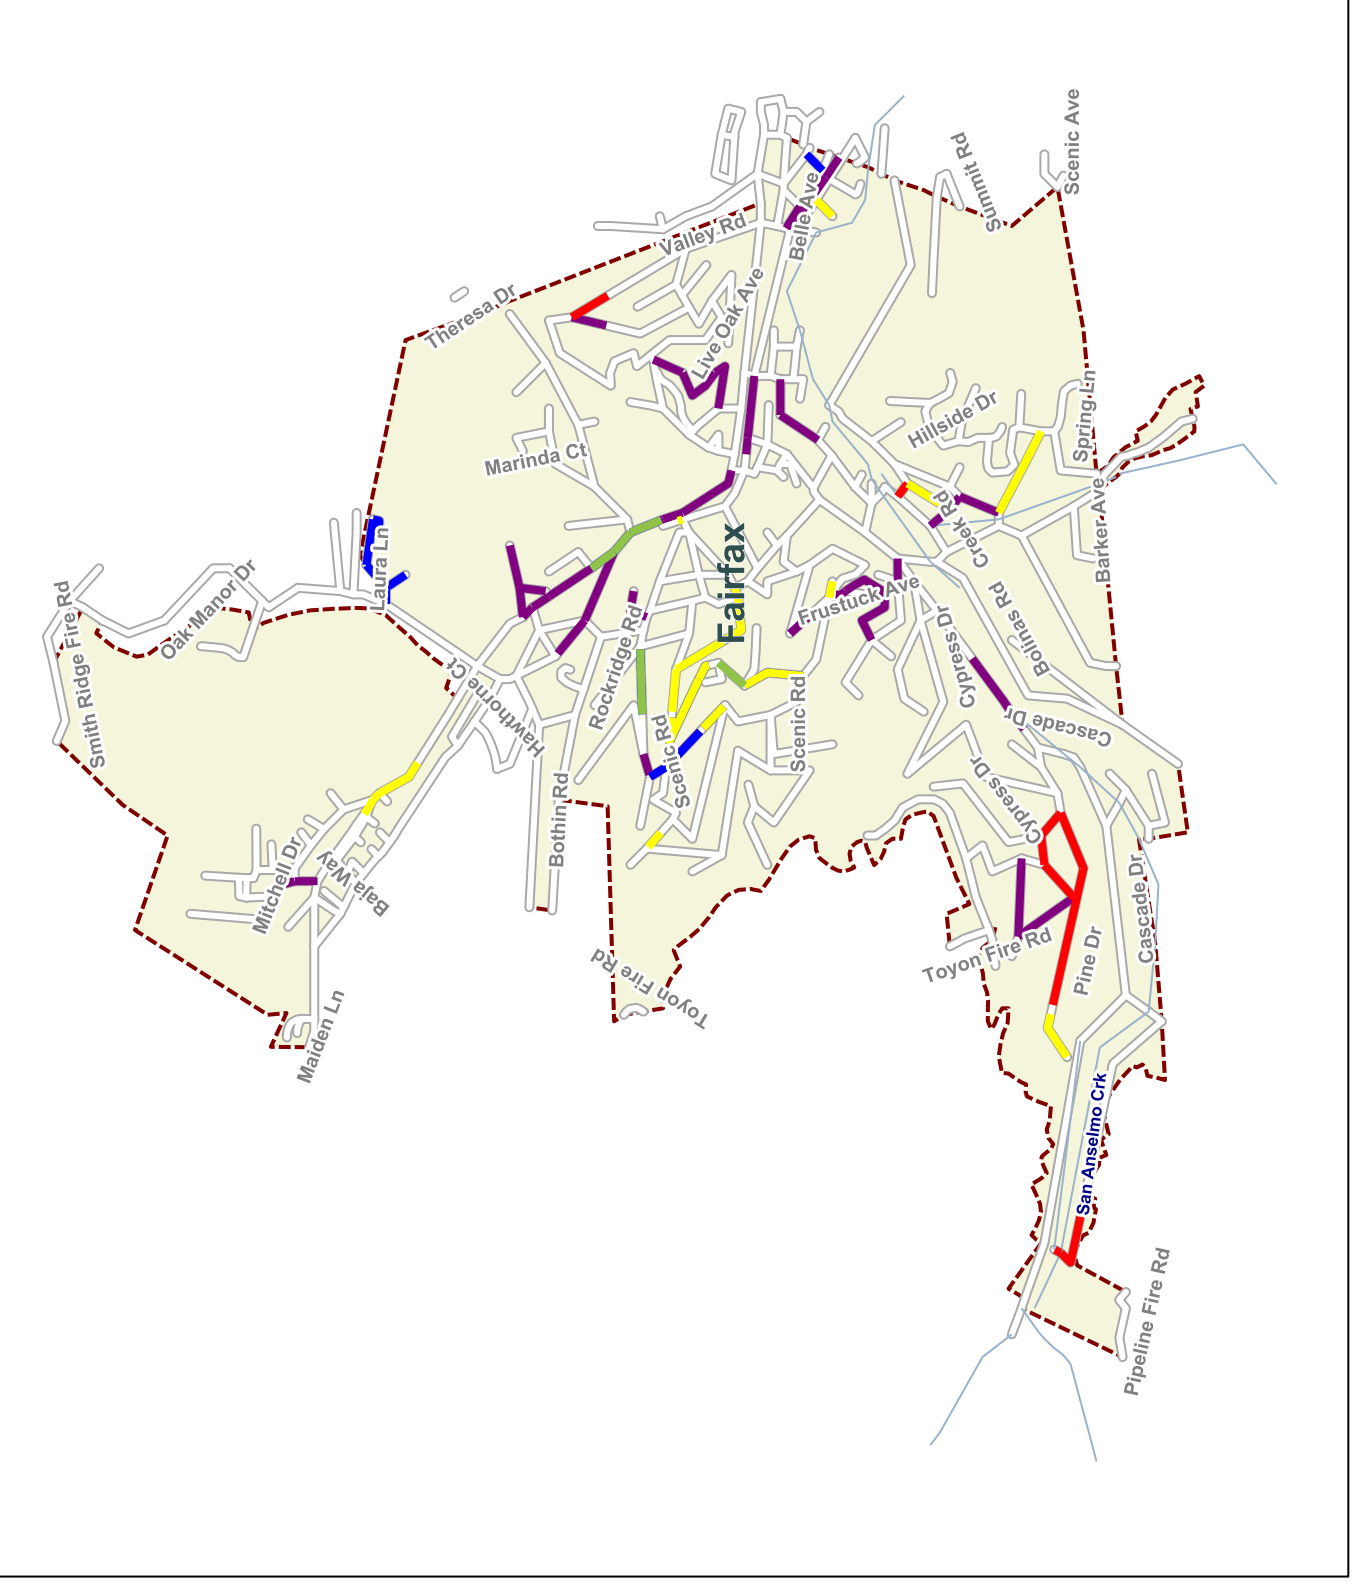 Scenic Ave
Summit Rd
Belle Ave
Valley Rd
Theresa Dr
Live Oak Ave
Spring Ln
Hillside Dr
Marinda Ct
Creek Rd
Barker Ave
Laura Ln
Fairfax
Oak Manor Dr
Smith Ridge Fire Rd
Frustuck Ave
Bolinas Rd
Cypress Dr
Rockridge Rd
Hawthorne Ct
Scenic Rd
Scenic Rd
Cascade Dr
Cypress Dr
Bothin Rd
Mitchell Dr
Baja Way
Cascade Dr
Toyon Fire Rd
Pine Dr
Toyon Fire Rd
Maiden Ln
San Anselmo Crk
Pipeline Fire Rd